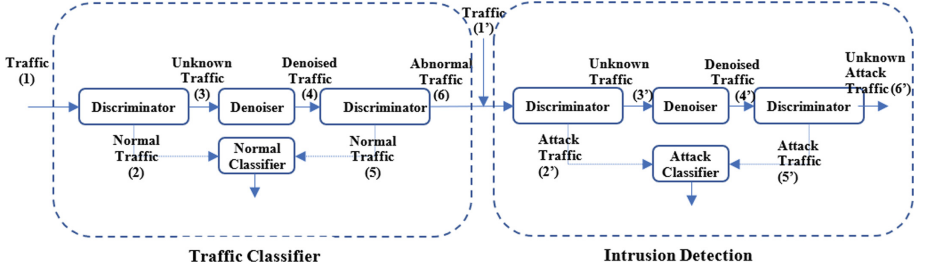 Traffic
(1)
Discriminator
Unknown
Traffic
(3)
Denoiser
Denoised
Traffic
(4)
Discriminator
Abnormal
Traffic
(6)
Normal
Traffic
(2)
Normal
Classifier
Normal
Traffic
(5)
Traffic Classifier
Traffic
(1’)
Discriminator
Unknown
Traffic
(3’)
Denoiser
Denoised
Traffic
(4’)
Discriminator
Unknown
Attack
Traffic (6’)
Attack
Traffic
(2’)
Attack
Classifier
Attack
Traffic
(5’)
Intrusion Detection